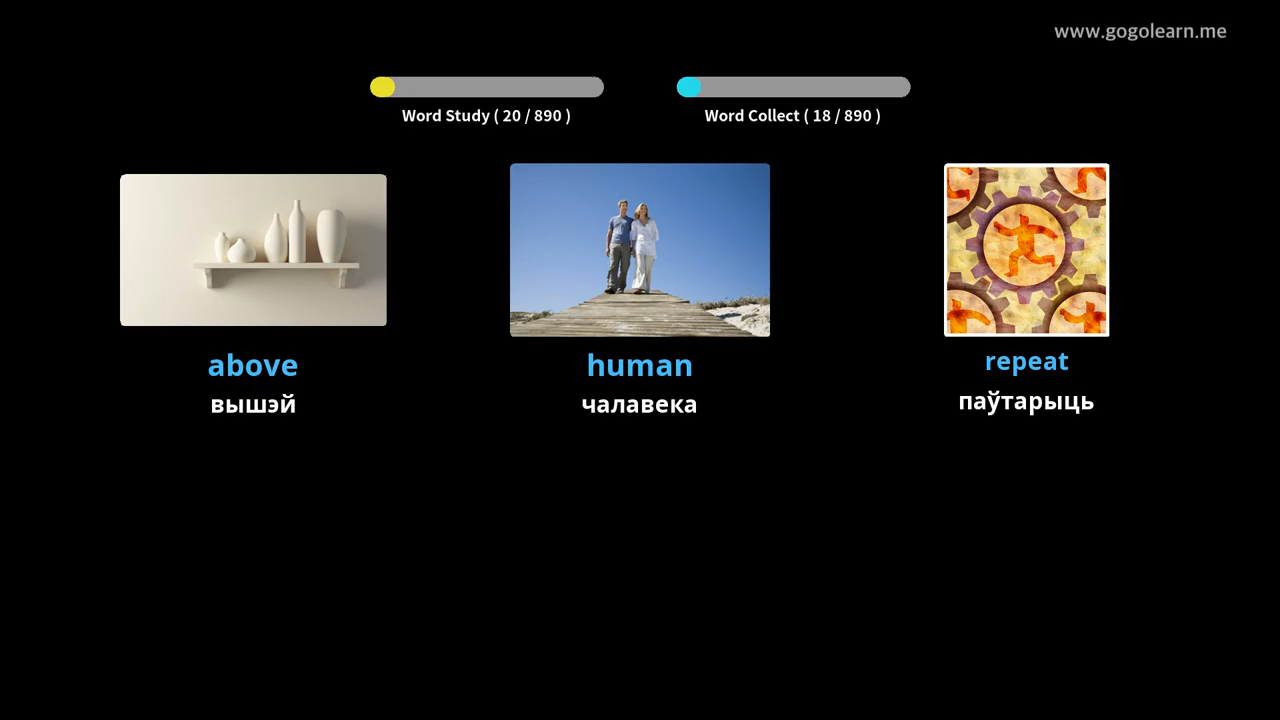 www.gogolearn.me
Word Study ( 20 / 890 )
Word Collect ( 18 / 890 )
above
вышэй
human
чалавека
repeat
паўтарыць